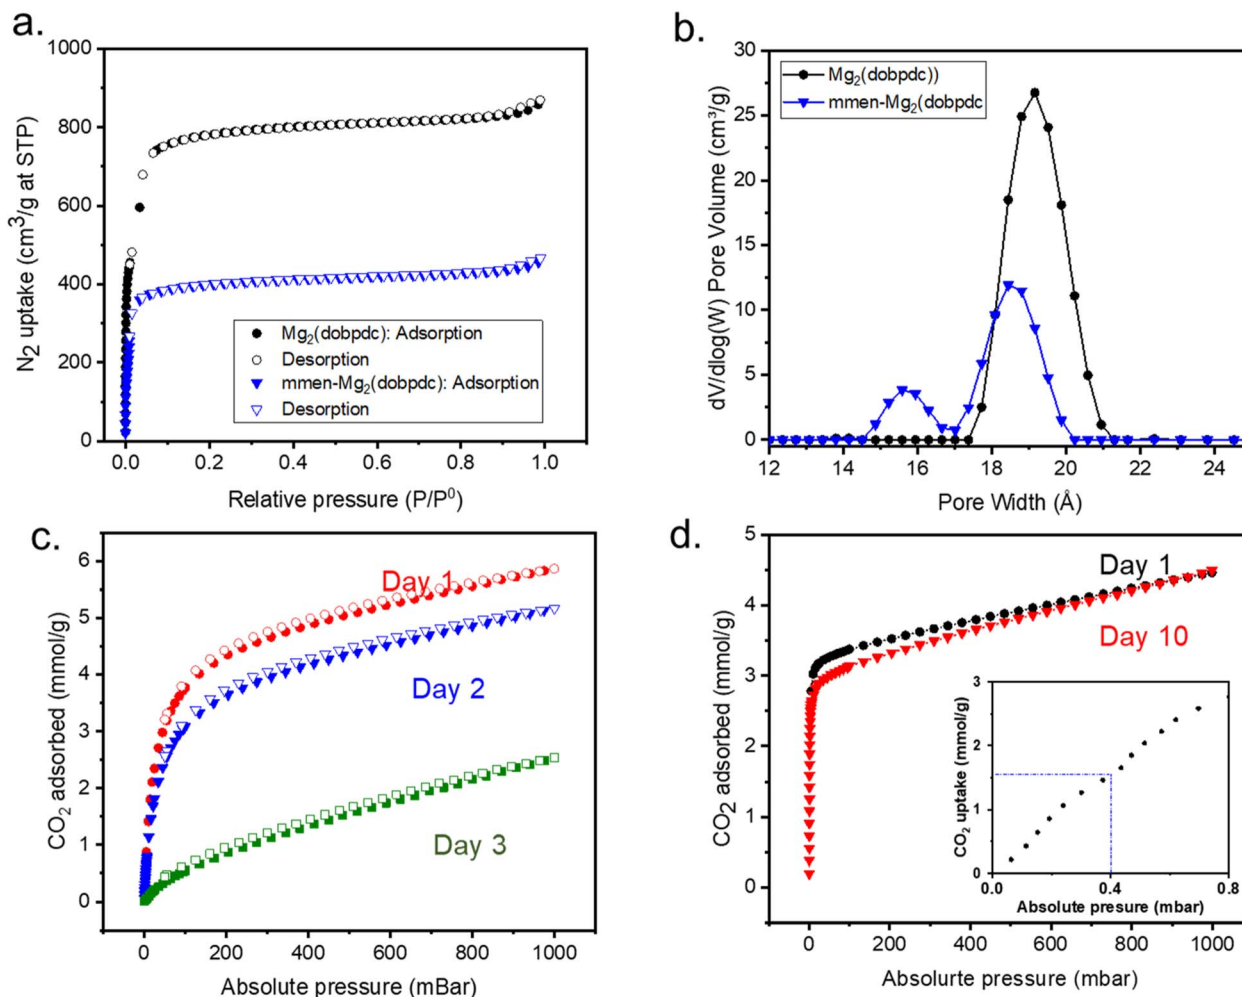 a.
1000
800
600
400
200
0
N2 uptake (cm3/g at STP)
Mg2(dobpdc): Adsorption
Desorption
mmen-Mg2(dobpdc): Adsorption
Desorption
0.0 0.2 0.4 0.6 0.8 1.0
Relative pressure (P/P0)
b.
30
25
20
15
10
5
0
dV/dlog(W) Pore Volume (cm3/g)
Mg2(dobpdc))
mmen-Mg2(dobpdc
12 14 16 18 20 22 24
Pore Width (Å)
c.
6
5
4
3
2
1
0
CO2 adsorbed (mmol/g)
Day 1
Day 2
Day 3
0 200 400 600 800 1000
Absolute pressure (mBar)
d.
5
4
3
2
1
0
CO2 adsorbed (mmol/g)
Day 1
Day 10
3
2
1
0
CO2 uptake (mmol/g)
0.0 0.4 0.8
Absolute presure (mbar)
0 200 400 600 800 1000
Absolurte pressure (mbar)